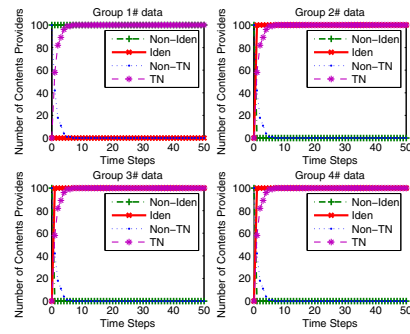 Group 1# data
Number of Contents Providers
100
80
60
40
20
0
Non-Iden
Iden
Non-TN
TN
0 10 20 30 40 50
Time Steps
Group 2# data
Number of Contents Providers
100
80
60
40
20
0
Non-Iden
Iden
Non-TN
TN
0 10 20 30 40 50
Time Steps
Group 3# data
Number of Contents Providers
100
80
60
40
20
0
Non-Iden
Iden
Non-TN
TN
0 10 20 30 40 50
Time Steps
Group 4# data
Number of Contents Providers
100
80
60
40
20
0
Non-Iden
Iden
Non-TN
TN
0 10 20 30 40 50
Time Steps